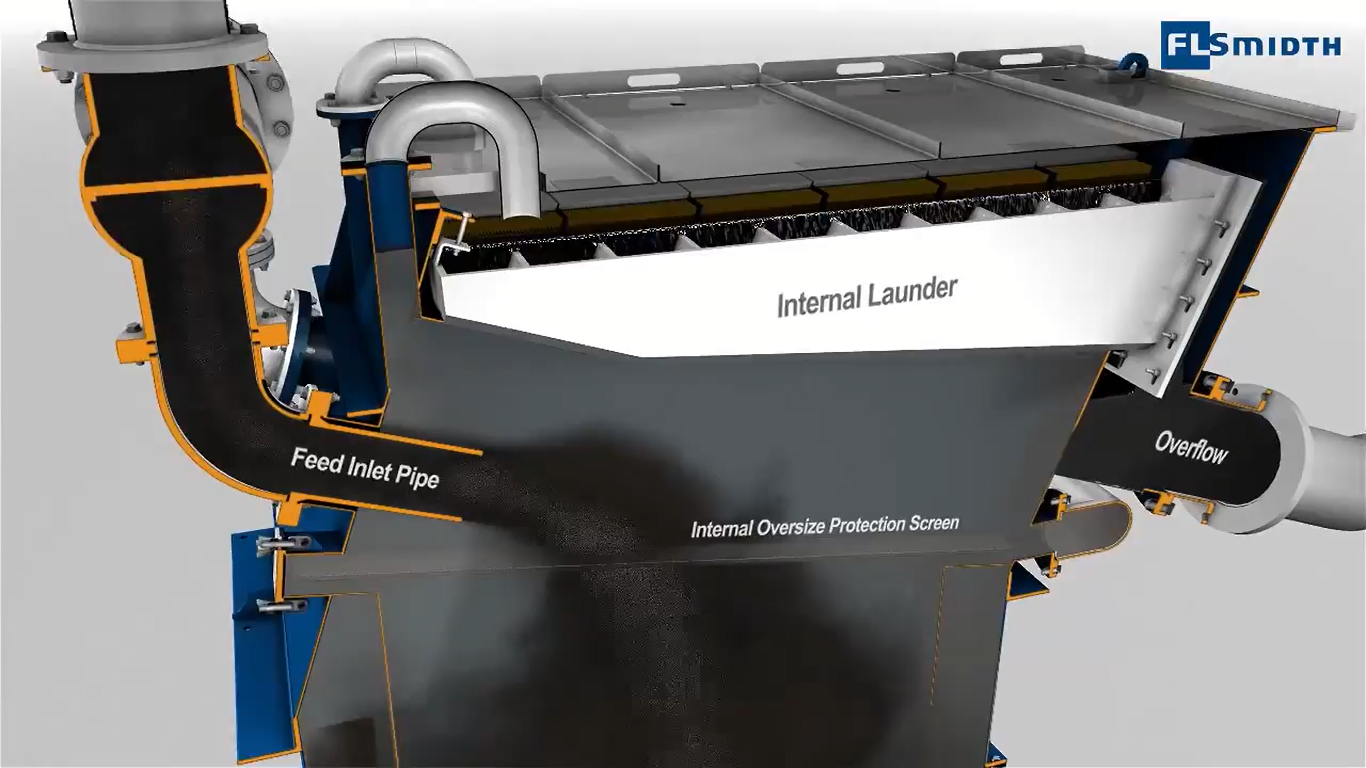 FLSMIDTH
Internal Launder
Overflow
Feed Inlet Pipe
Internal Oversize Protection Screen